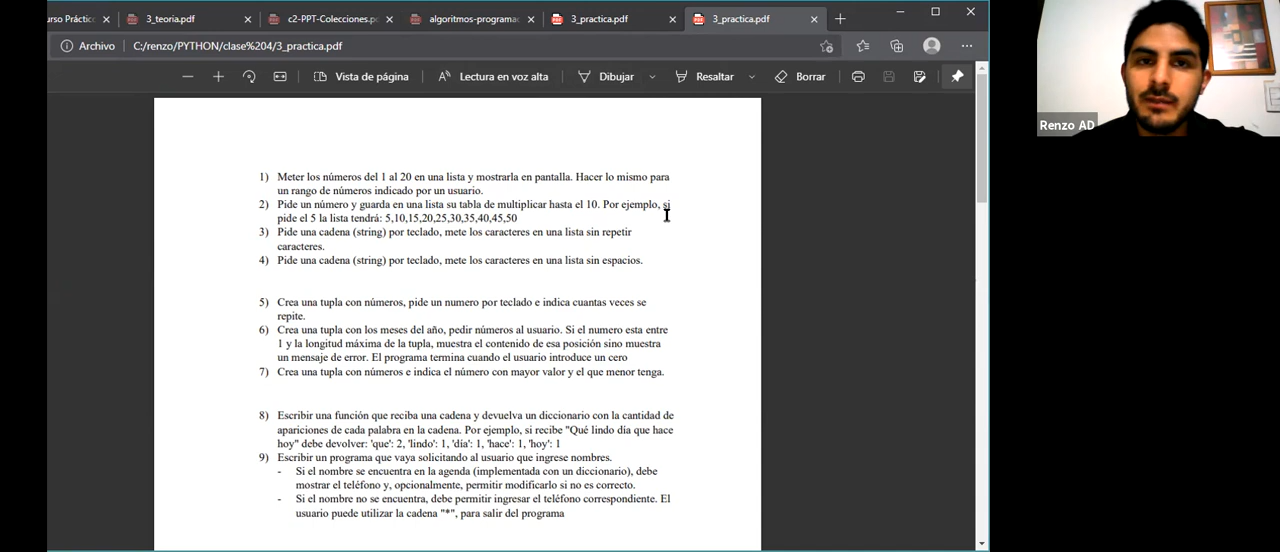 urso Práctic
3_teoria.pdf
c2-PPT-Colecciones.pd
algoritmos-programac
3_practica.pdf
3_practica.pdf
Archivo
C:/renzo/PYTHON/clase%204/3_practica.pdf
Vista de página
Lectura en voz alta
Dibujar
Resaltar
Borrar
Renzo AD
1) Meter los números del 1 al 20 en una lista y mostrarla en pantalla. Hacer lo mismo para
un rango de números indicado por un usuario.
2) Pide un número y guarda en una lista su tabla de multiplicar hasta el 10. Por ejemplo, si
pide el 5 la lista tendrá: 5,10,15,20,25,30,35,40,45,50
3) Pide una cadena (string) por teclado, mete los caracteres en una lista sin repetir
caracteres.
4) Pide una cadena (string) por teclado, mete los caracteres en una lista sin espacios.
5) Crea una tupla con números, pide un numero por teclado e indica cuantas veces se
repite.
6) Crea una tupla con los meses del año, pedir números al usuario. Si el numero esta entre
1 y la longitud máxima de la tupla, muestra el contenido de esa posición sino muestra
un mensaje de error. El programa termina cuando el usuario introduce un cero
7) Crea una tupla con números e indica el número con mayor valor y el que menor tenga.
8) Escribir una función que reciba una cadena y devuelva un diccionario con la cantidad de
apariciones de cada palabra en la cadena. Por ejemplo, si recibe "Qué lindo día que hace
hoy" debe devolver: 'que': 2, 'lindo': 1, 'día': 1, 'hace': 1, 'hoy': 1
9) Escribir un programa que vaya solicitando al usuario que ingrese nombres.
- Si el nombre se encuentra en la agenda (implementada con un diccionario), debe
mostrar el teléfono y, opcionalmente, permitir modificarlo si no es correcto.
- Si el nombre no se encuentra, debe permitir ingresar el teléfono correspondiente. El
usuario puede utilizar la cadena "*", para salir del programa